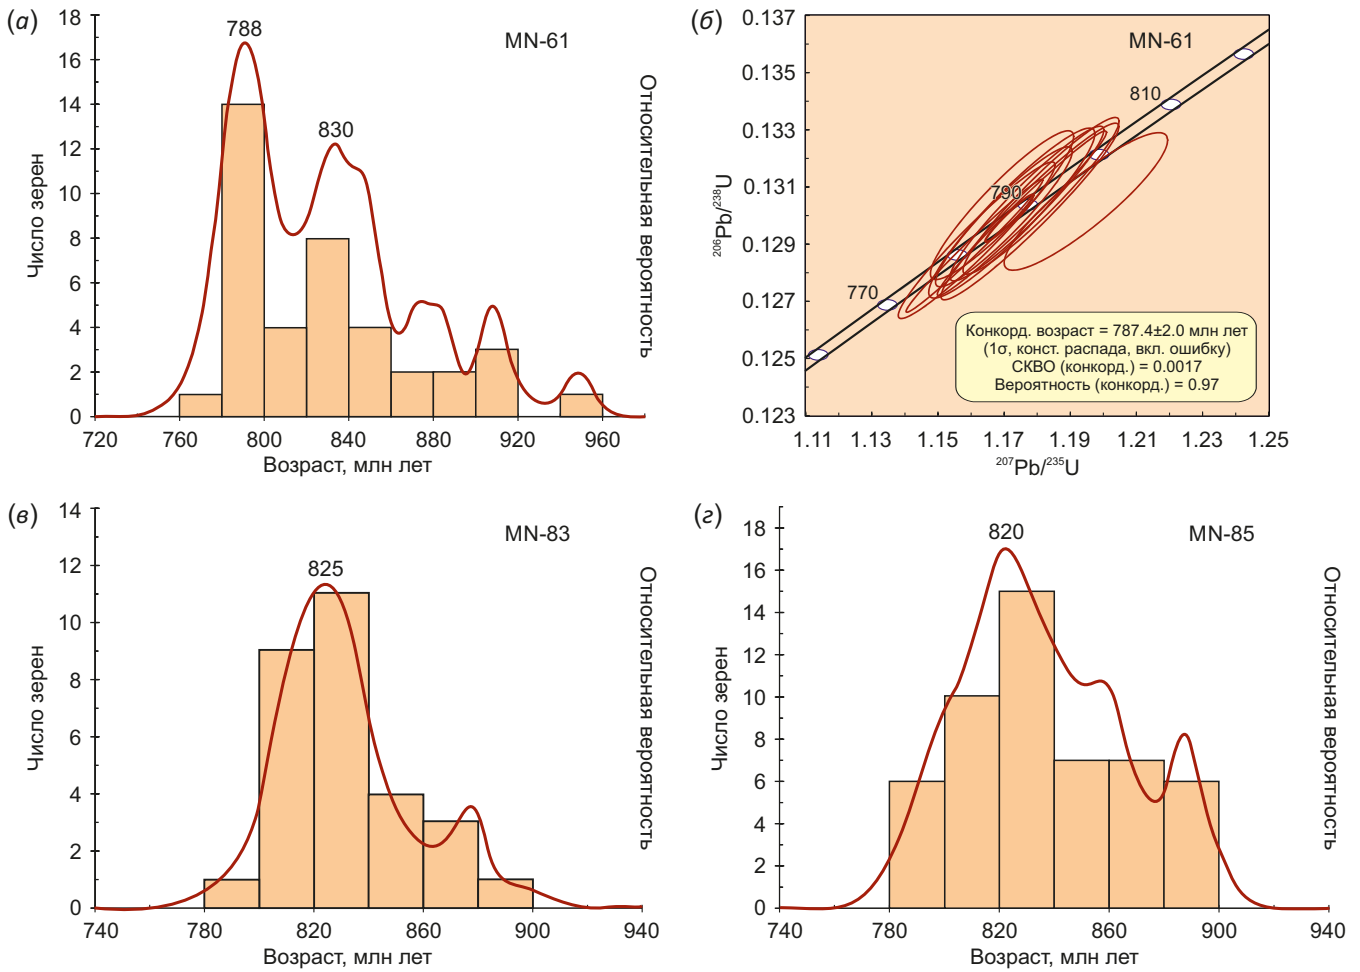 (а)
MN-61
788
830
Число зерен
Относительная вероятность
18
16
14
12
10
8
6
4
2
0
720 760 800 840 880 920 960
Возраст, млн лет
(б)
MN-61
0.137
0.135
0.133
0.131
0.129
0.127
0.125
0.123
²⁰⁶Pb/²³⁸U
810
790
770
Конкорд. возраст = 787.4±2.0 млн лет
(1σ, конст. распада, вкл. ошибку)
СКВО (конкорд.) = 0.0017
Вероятность (конкорд.) = 0.97
1.11 1.13 1.15 1.17 1.19 1.21 1.23 1.25
²⁰⁷Pb/²³⁵U
(в)
MN-83
825
Число зерен
Относительная вероятность
14
12
10
8
6
4
2
0
740 780 820 860 900 940
Возраст, млн лет
(г)
MN-85
820
Число зерен
Относительная вероятность
18
16
14
12
10
8
6
4
2
0
740 780 820 860 900 940
Возраст, млн лет